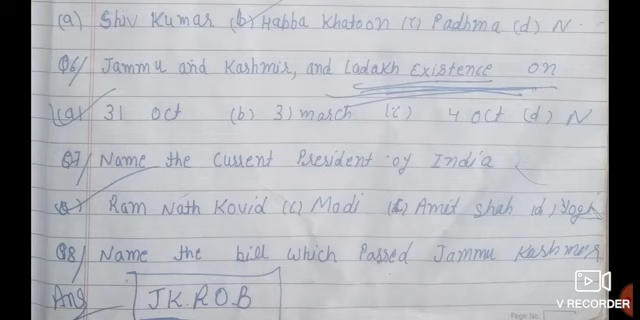 (a) Shiv Kumar (b) Habba Khatoon (c) Padhma (d) N
Q6/ Jammu and Kashmir, and Ladakh Existence on
(a) 31 Oct (b) 31 march (c) 4 Oct (d) N
Q7/ Name the Current President of India
Ram Nath Kovid (c) Modi (c) Amit Shah (d) Yogi
Q8/ Name the bill which Passed Jammu Kashmir
Ans JK.ROB
V RECORDER
Page No.